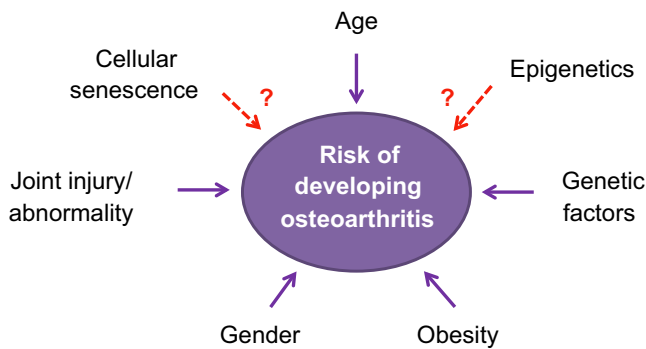 Age
Cellular
senescence
?
?
Epigenetics
Joint injury/
abnormality
Risk of
developing
osteoarthritis
Genetic
factors
Gender
Obesity